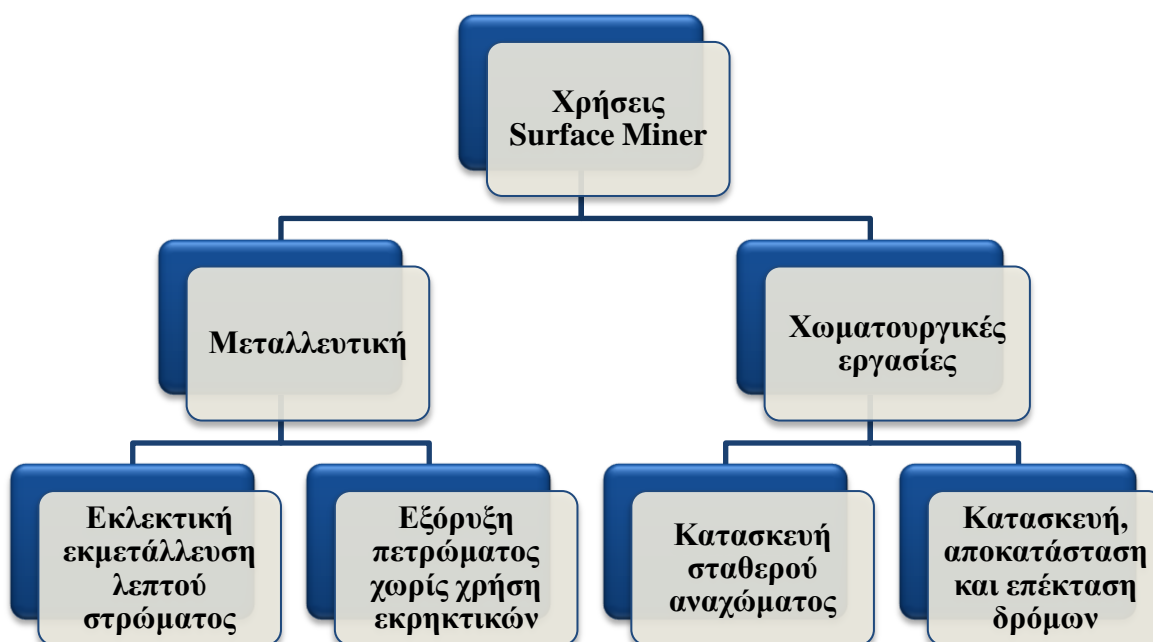 Χρήσεις
Surface Miner
Μεταλλευτική
Χωματουργικές
εργασίες
Εκλεκτική
εκμετάλλευση
λεπτού
στρώματος
Εξόρυξη
πετρώματος
χωρίς χρήση
εκρηκτικών
Κατασκευή
σταθερού
αναχώματος
Κατασκευή,
αποκατάσταση
και επέκταση
δρόμων